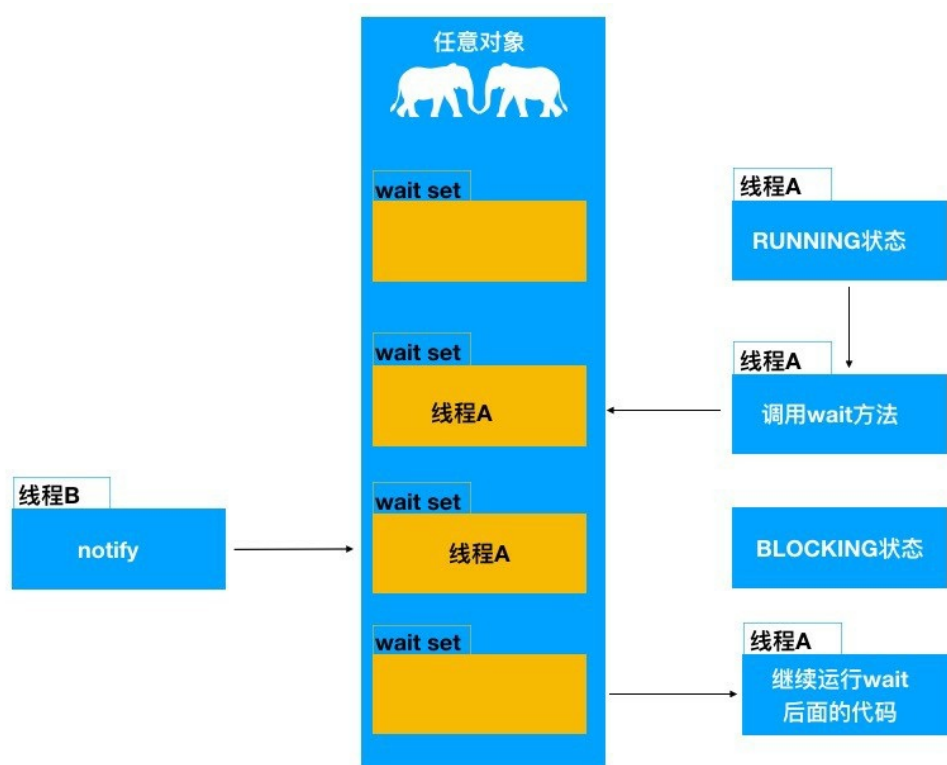 任意对象
wait set
线程A
RUNNING状态
wait set
线程A
线程A
调用wait方法
线程B
notify
wait set
线程A
BLOCKING状态
wait set
线程A
继续运行wait
后面的代码